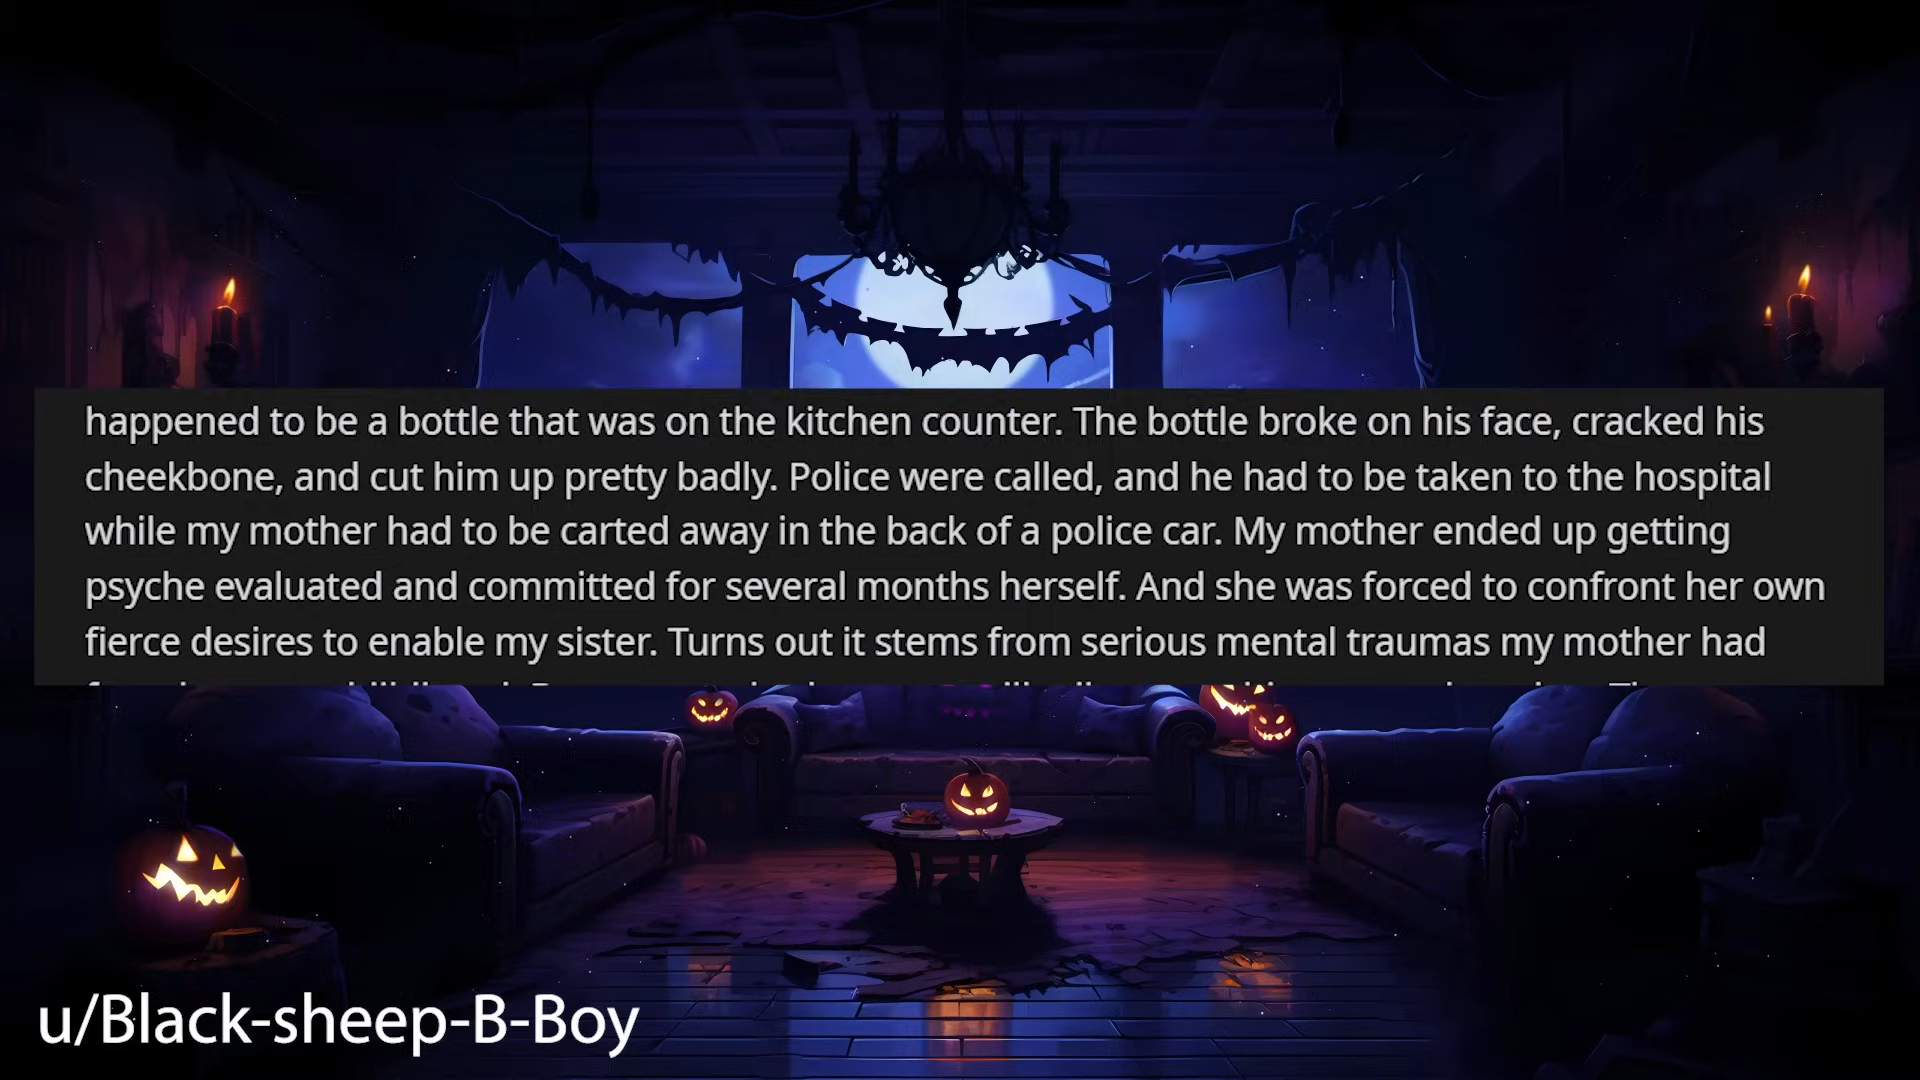 happened to be a bottle that was on the kitchen counter. The bottle broke on his face, cracked his
cheekbone, and cut him up pretty badly. Police were called, and he had to be taken to the hospital
while my mother had to be carted away in the back of a police car. My mother ended up getting
psyche evaluated and committed for several months herself. And she was forced to confront her own
fierce desires to enable my sister. Turns out it stems from serious mental traumas my mother had
u/Black-sheep-B-Boy